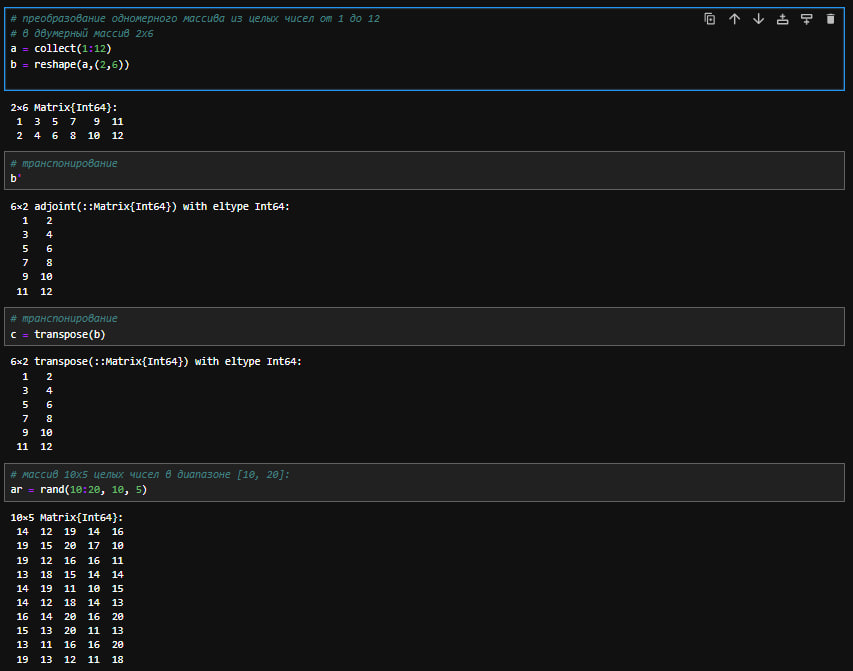 # преобразование одномерного массива из целых чисел от 1 до 12
# в двумерный массив 2x6
a = collect(1:12)
b = reshape(a,(2,6))
2×6 Matrix{Int64}:
 1  3  5  7   9  11
 2  4  6  8  10  12
# транспонирование
b'
6×2 adjoint(::Matrix{Int64}) with eltype Int64:
  1   2
  3   4
  5   6
  7   8
  9  10
 11  12
# транспонирование
c = transpose(b)
6×2 transpose(::Matrix{Int64}) with eltype Int64:
  1   2
  3   4
  5   6
  7   8
  9  10
 11  12
# массив 10x5 целых чисел в диапазоне [10, 20]:
ar = rand(10:20, 10, 5)
10×5 Matrix{Int64}:
 14  12  19  14  16
 19  15  20  17  10
 19  12  16  16  11
 13  18  15  14  14
 14  19  11  10  15
 14  12  18  14  13
 16  14  20  16  20
 15  13  20  11  13
 13  11  16  16  20
 19  13  12  11  18